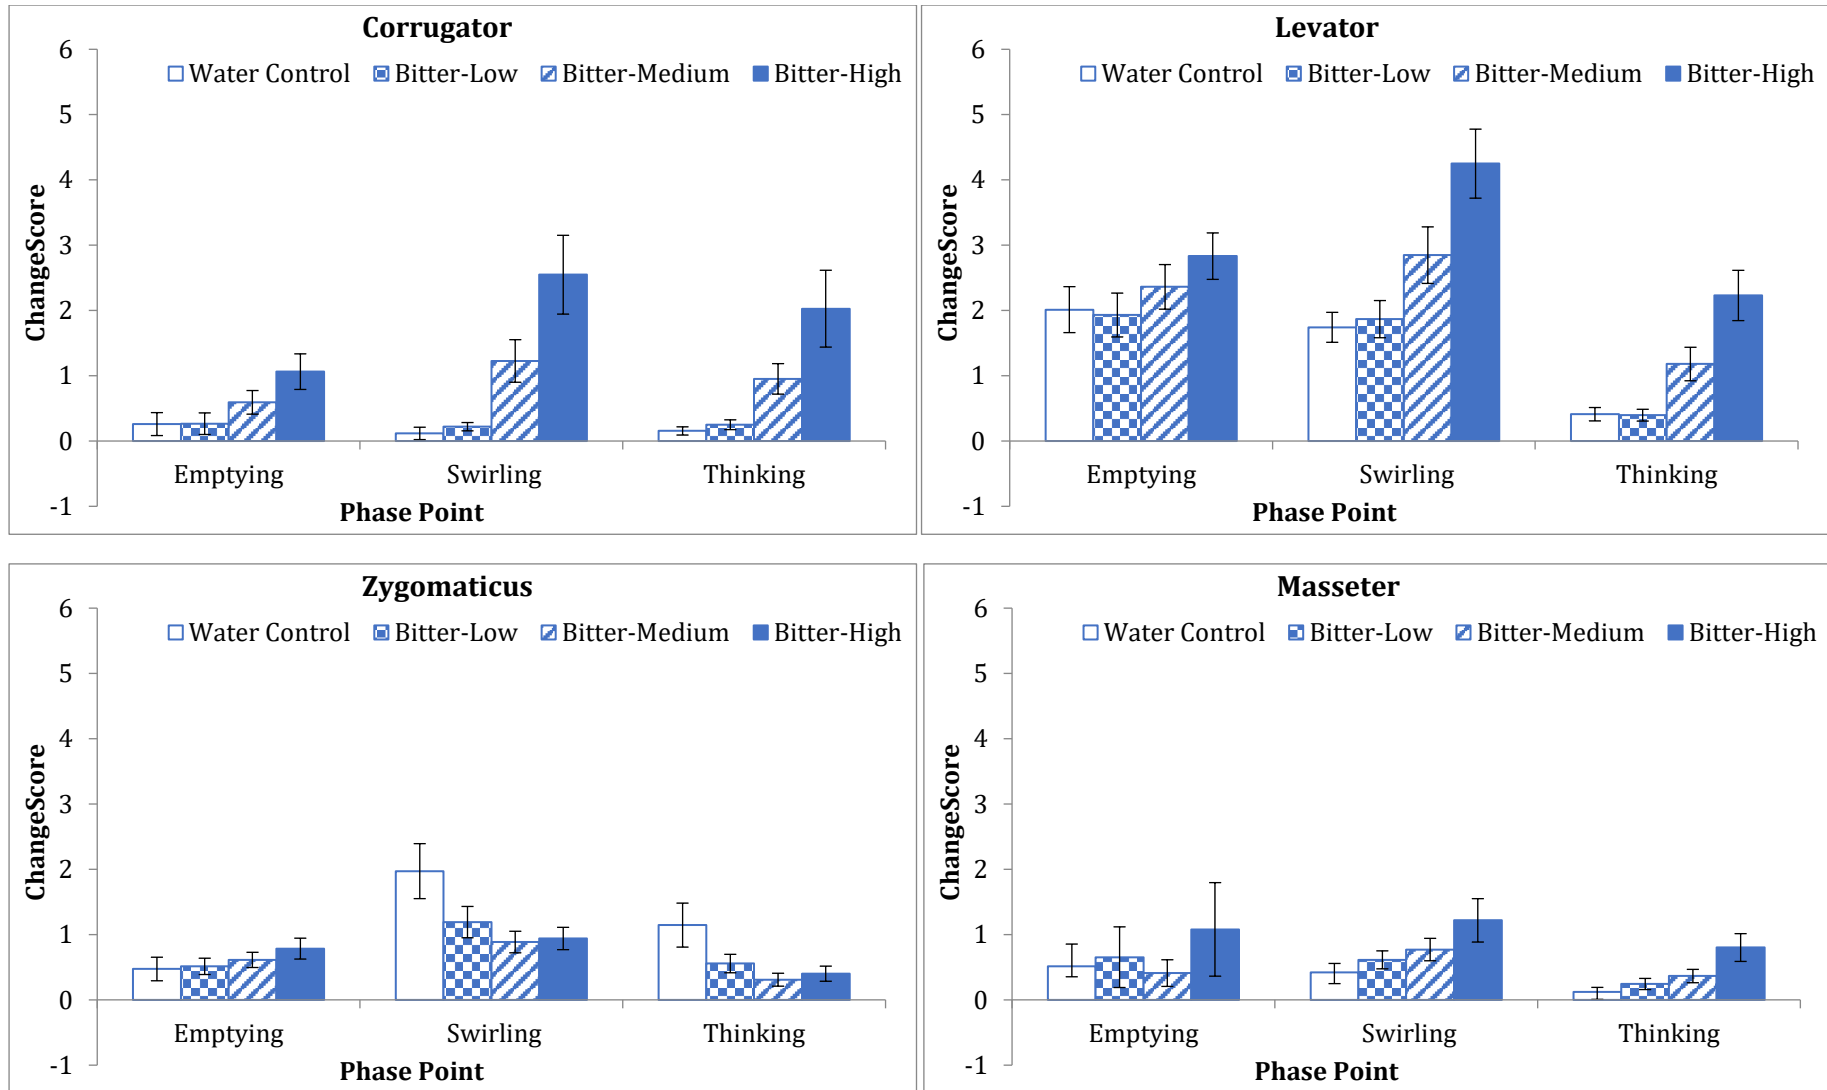 Corrugator
6
5
4
3
2
1
0
-1
ChangeScore
Water Control Bitter-Low Bitter-Medium Bitter-High
Emptying Swirling Thinking
Phase Point
Levator
6
5
4
3
2
1
0
-1
ChangeScore
Water Control Bitter-Low Bitter-Medium Bitter-High
Emptying Swirling Thinking
Phase Point
Zygomaticus
6
5
4
3
2
1
0
-1
ChangeScore
Water Control Bitter-Low Bitter-Medium Bitter-High
Emptying Swirling Thinking
Phase Point
Masseter
6
5
4
3
2
1
0
-1
ChangeScore
Water Control Bitter-Low Bitter-Medium Bitter-High
Emptying Swirling Thinking
Phase Point